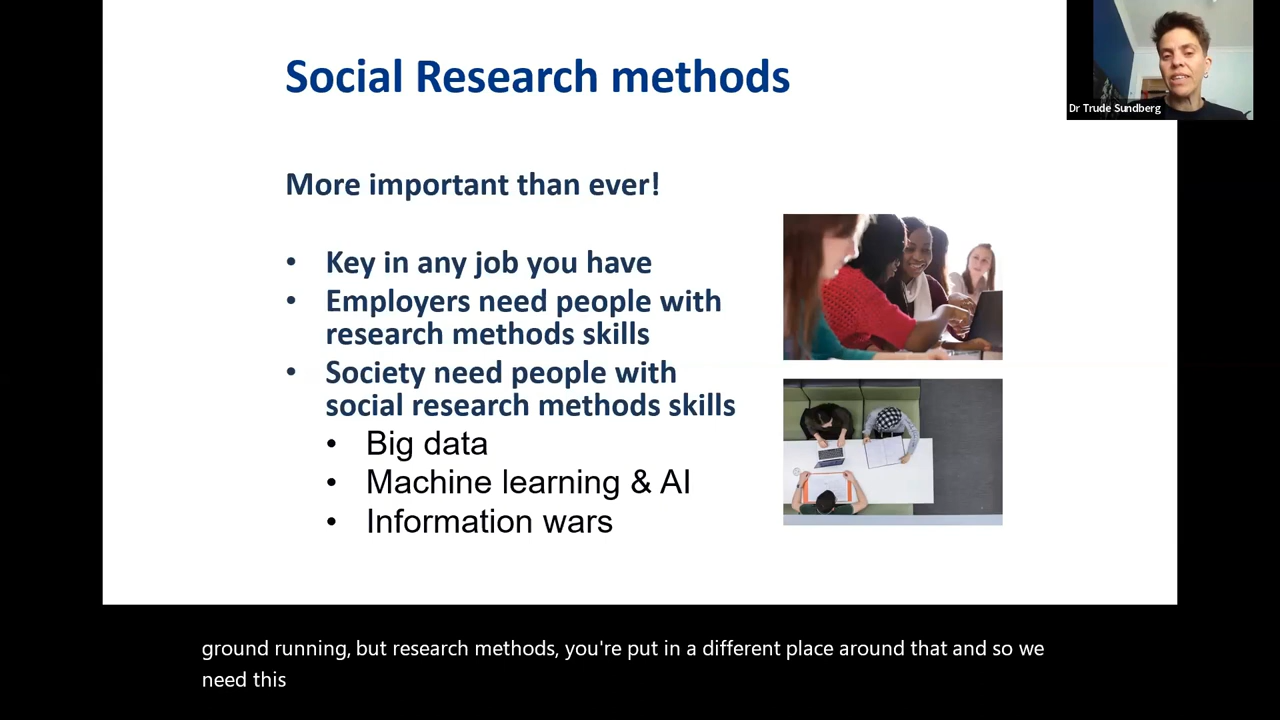 Social Research methods
Dr Trude Sundberg
More important than ever!
• Key in any job you have
• Employers need people with
research methods skills
• Society need people with
social research methods skills
• Big data
• Machine learning & AI
• Information wars
ground running, but research methods, you're put in a different place around that and so we
need this